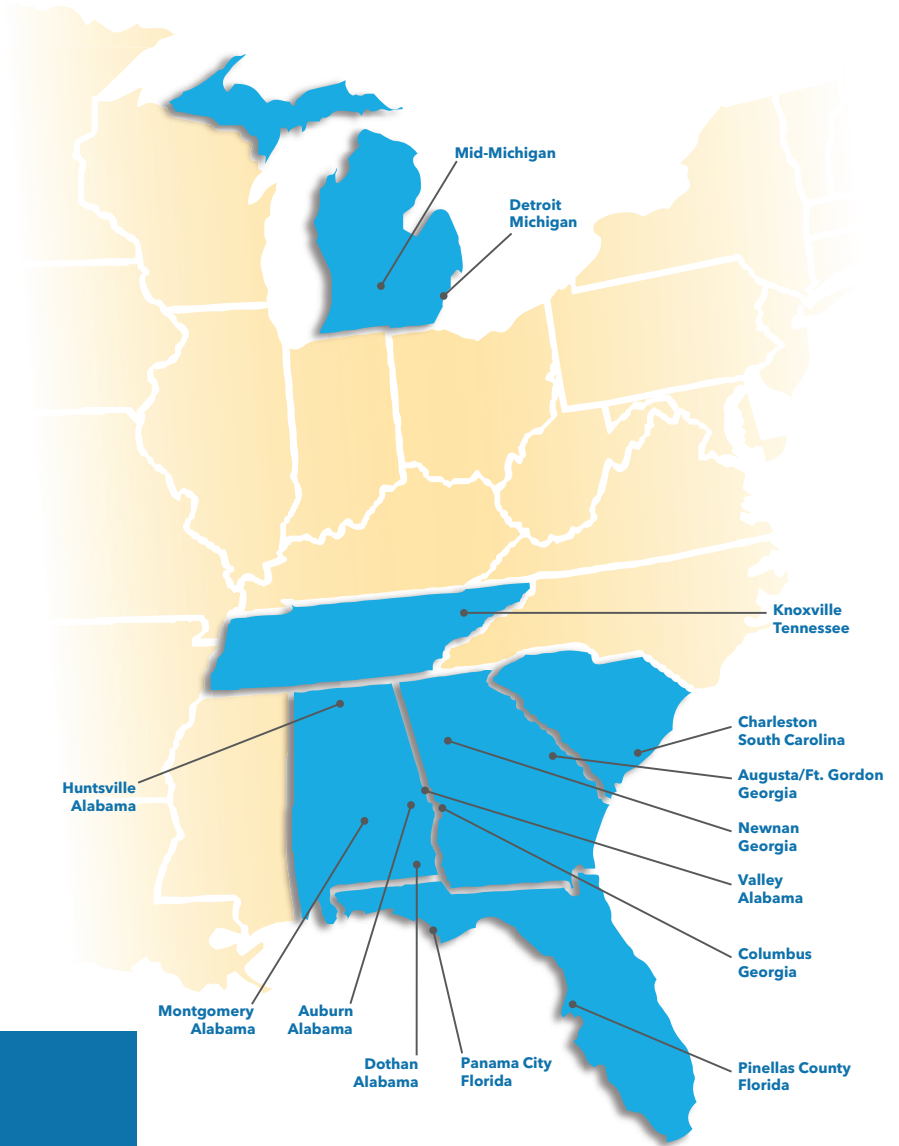 Mid-Michigan
Detroit
Michigan
Knoxville
Tennessee
Charleston
South Carolina
Augusta/Ft. Gordon
Georgia
Huntsville
Alabama
Newnan
Georgia
Valley
Alabama
Columbus
Georgia
Montgomery
Alabama
Auburn
Alabama
Dothan
Alabama
Panama City
Florida
Pinellas County
Florida